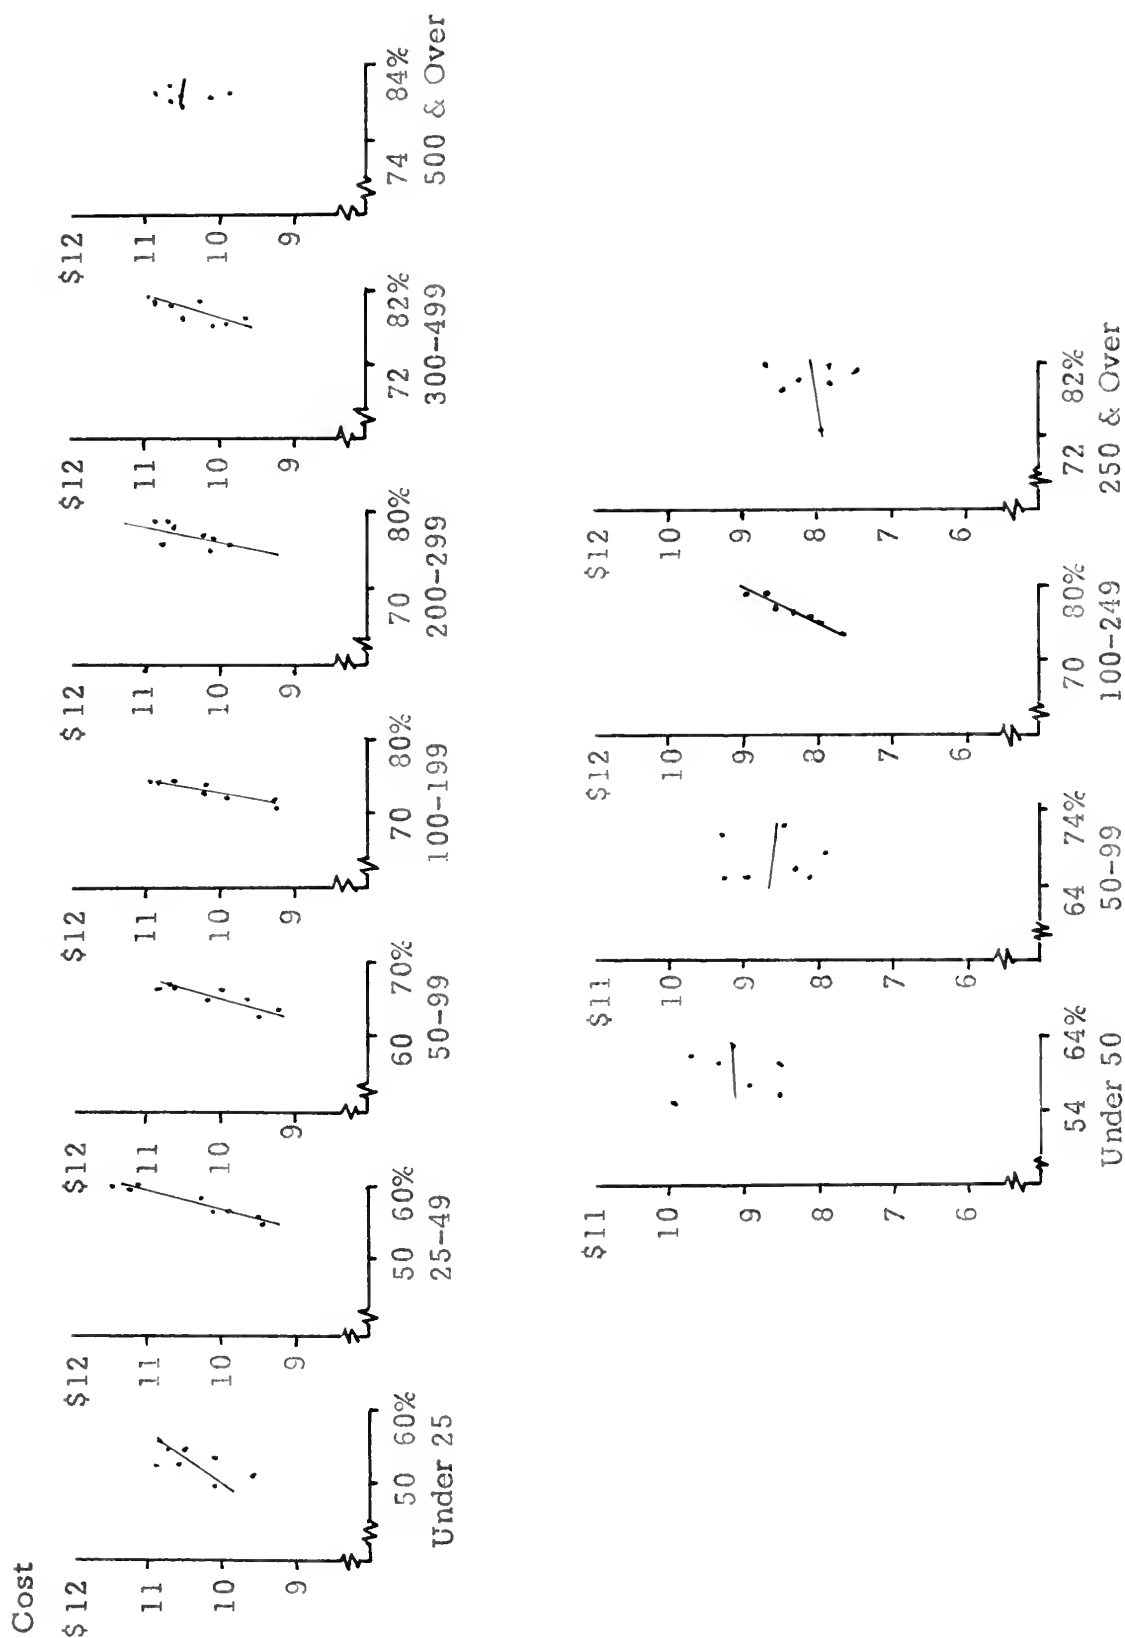 Cost
$12 $12 $12 $12 $12 $12 $12
11 11 11 11 11 11 11
10 10 10 10 10 10 10
9 9 9 9 9 9 9
50 60% 50 60% 60 70% 70 80% 70 80% 72 82% 74 84%
Under 25 25-49 50-99 100-199 200-299 300-499 500 & Over
$11 $11 $12 $12
10 10 10 10
9 9 9 9
8 8 8 8
7 7 7 7
6 6 6 6
54 64% 64 74% 70 80% 72 82%
Under 50 50-99 100-249 250 & Over